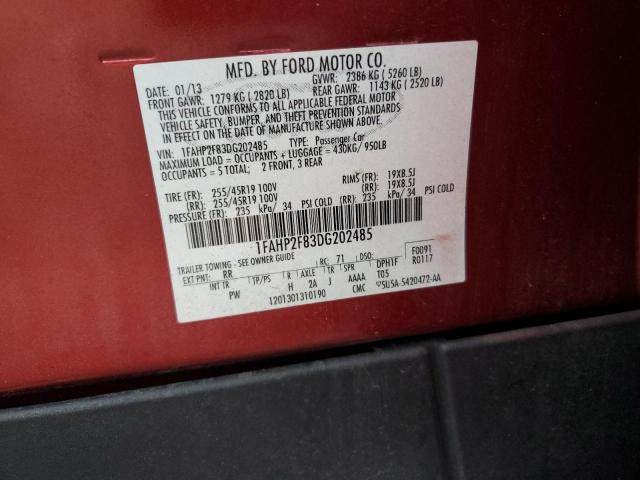 MFD. BY FORD MOTOR CO.
DATE: 01/13 GVWR: 2386 KG ( 5260 LB)
FRONT GAWR: 1279 KG ( 2820 LB) REAR GAWR: 1143 KG ( 2520 LB)
THIS VEHICLE CONFORMS TO ALL APPLICABLE FEDERAL MOTOR
VEHICLE SAFETY, BUMPER, AND THEFT PREVENTION STANDARDS
IN EFFECT ON THE DATE OF MANUFACTURE SHOWN ABOVE.
VIN: 1FAHP2F83DG202485 TYPE: Passenger Car
MAXIMUM LOAD = OCCUPANTS + LUGGAGE = 430KG/ 950LB
OCCUPANTS = 5 TOTAL; 2 FRONT, 3 REAR
TIRE (FR): 255/45R19 100V RIMS (FR): 19X8.5J
(RR): 255/45R19 100V (RR): 19X8.5J
PRESSURE (FR): 235 kPa/ 34 PSI COLD (RR): 235 kPa/ 34 PSI COLD
1FAHP2F83DG202485
TRAILER TOWING - SEE OWNER GUIDE F0091
EXT PNT: RR RC: 71 DSO: R0117
INT TR TP/PS R AXLE TR SPR DPH1F
PW H 2A J AAAA T05
1201301310190 CMC 5U5A-5420472-AA